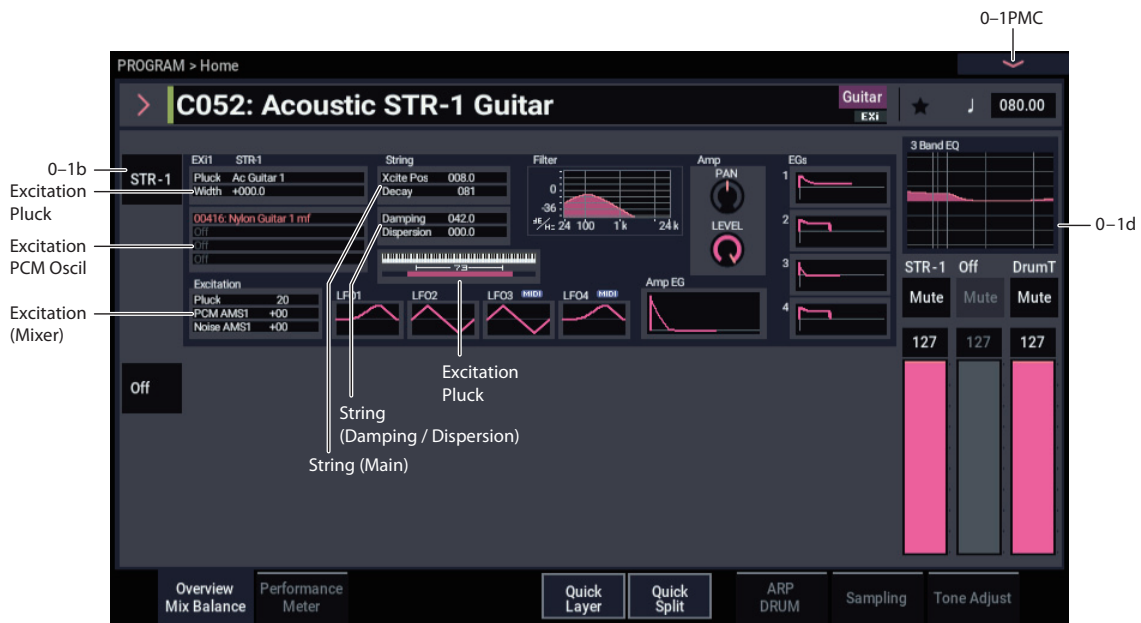 0–1PMC
PROGRAM > Home
C052: Acoustic STR-1 Guitar
Guitar
EXi
♩ 080.00
0–1b
STR-1
EXi1 STR-1
Pluck Ac Guitar 1
Width +000.0
00416: Nylon Guitar 1 mf
Off
Off
Off
Excitation
Pluck 20
PCM AMS1 +00
Noise AMS1 +00
Excitation
Pluck
Excitation
PCM Oscil
Excitation
(Mixer)
String
Xcite Pos 008.0
Decay 081
Damping 042.0
Dispersion 000.0
73
Filter
0
-36
dB/Hz 24 100 1k 24k
Amp
PAN
LEVEL
EGs
1
2
3
4
LFO1
LFO2
LFO3 MIDI
LFO4 MIDI
Amp EG
3 Band EQ
0–1d
STR-1 Off DrumT
Mute Mute Mute
127 127 127
Off
Excitation
Pluck
String
(Damping / Dispersion)
String (Main)
Overview
Mix Balance
Performance
Meter
Quick
Layer
Quick
Split
ARP
DRUM
Sampling
Tone Adjust